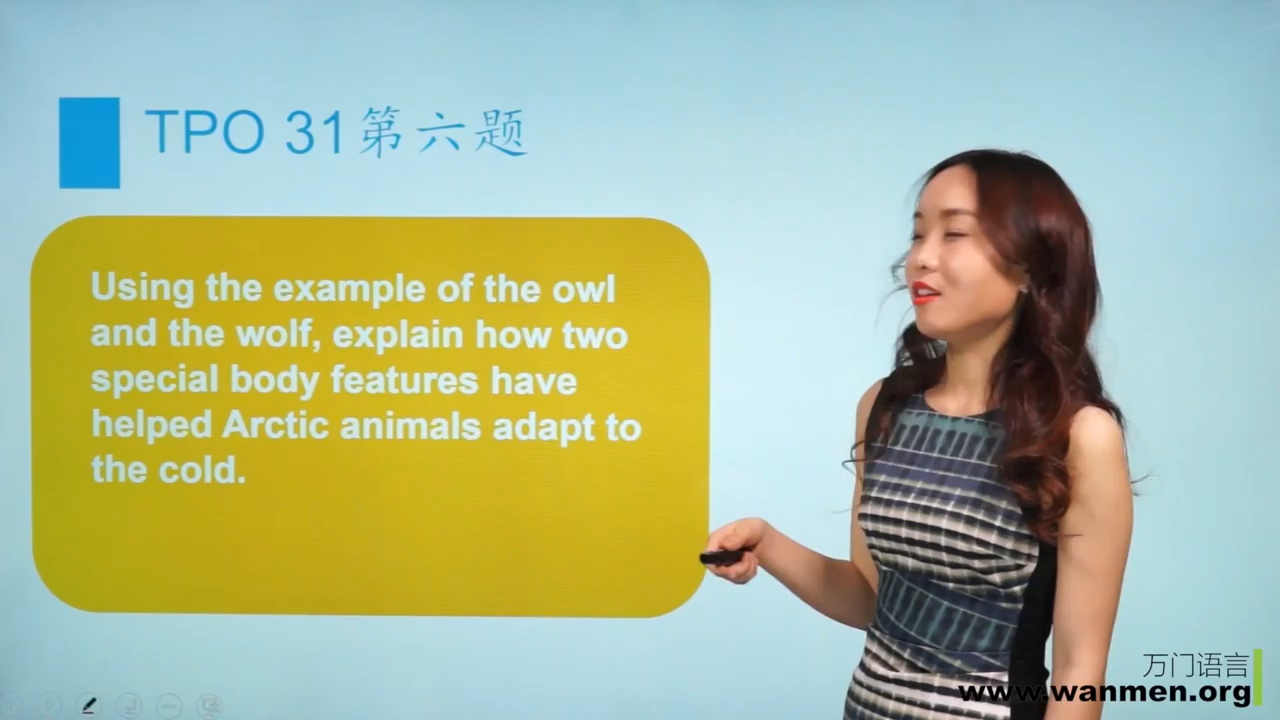 TPO 31第六题
Using the example of the owl
and the wolf, explain how two
special body features have
helped Arctic animals adapt to
the cold.
万门语言
www.wanmen.org